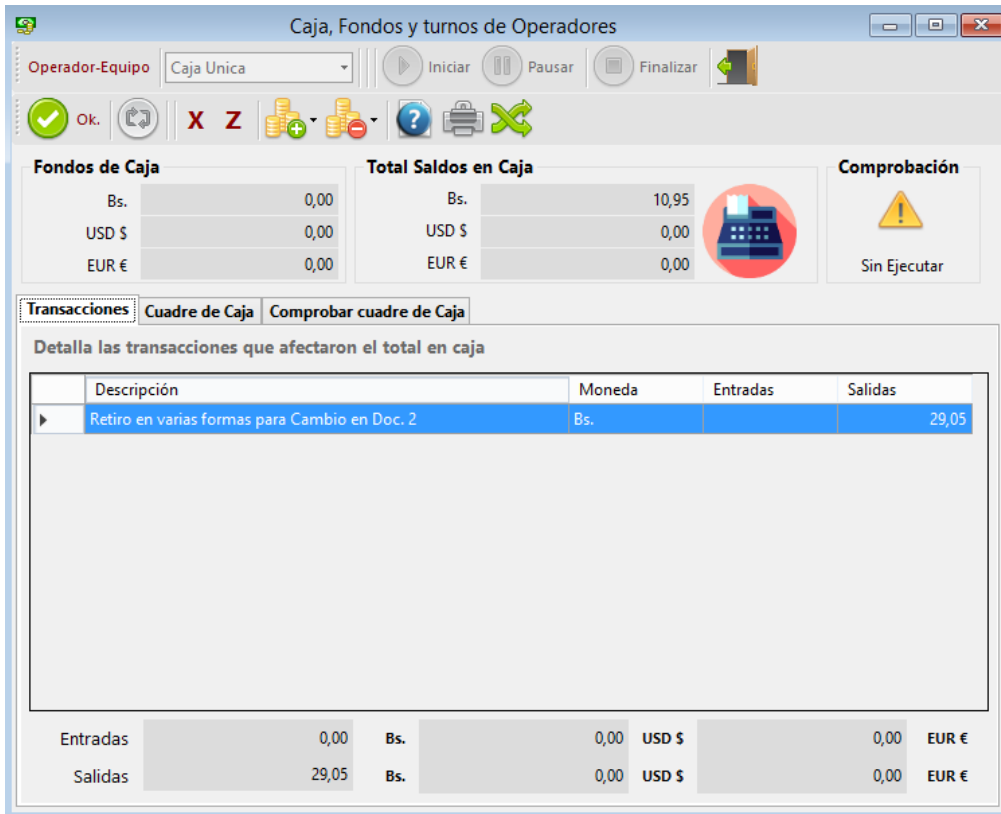 Caja, Fondos y turnos de Operadores
Operador-Equipo Caja Unica Iniciar Pausar Finalizar
Ok. X Z ?
Fondos de Caja Total Saldos en Caja Comprobación
Bs. 0,00 Bs. 10,95
USD $ 0,00 USD $ 0,00
EUR € 0,00 EUR € 0,00 Sin Ejecutar
Transacciones Cuadre de Caja Comprobar cuadre de Caja
Detalla las transacciones que afectaron el total en caja
Descripción Moneda Entradas Salidas
Retiro en varias formas para Cambio en Doc. 2 Bs. 29,05
Entradas 0,00 Bs. 0,00 USD $ 0,00 EUR €
Salidas 29,05 Bs. 0,00 USD $ 0,00 EUR €